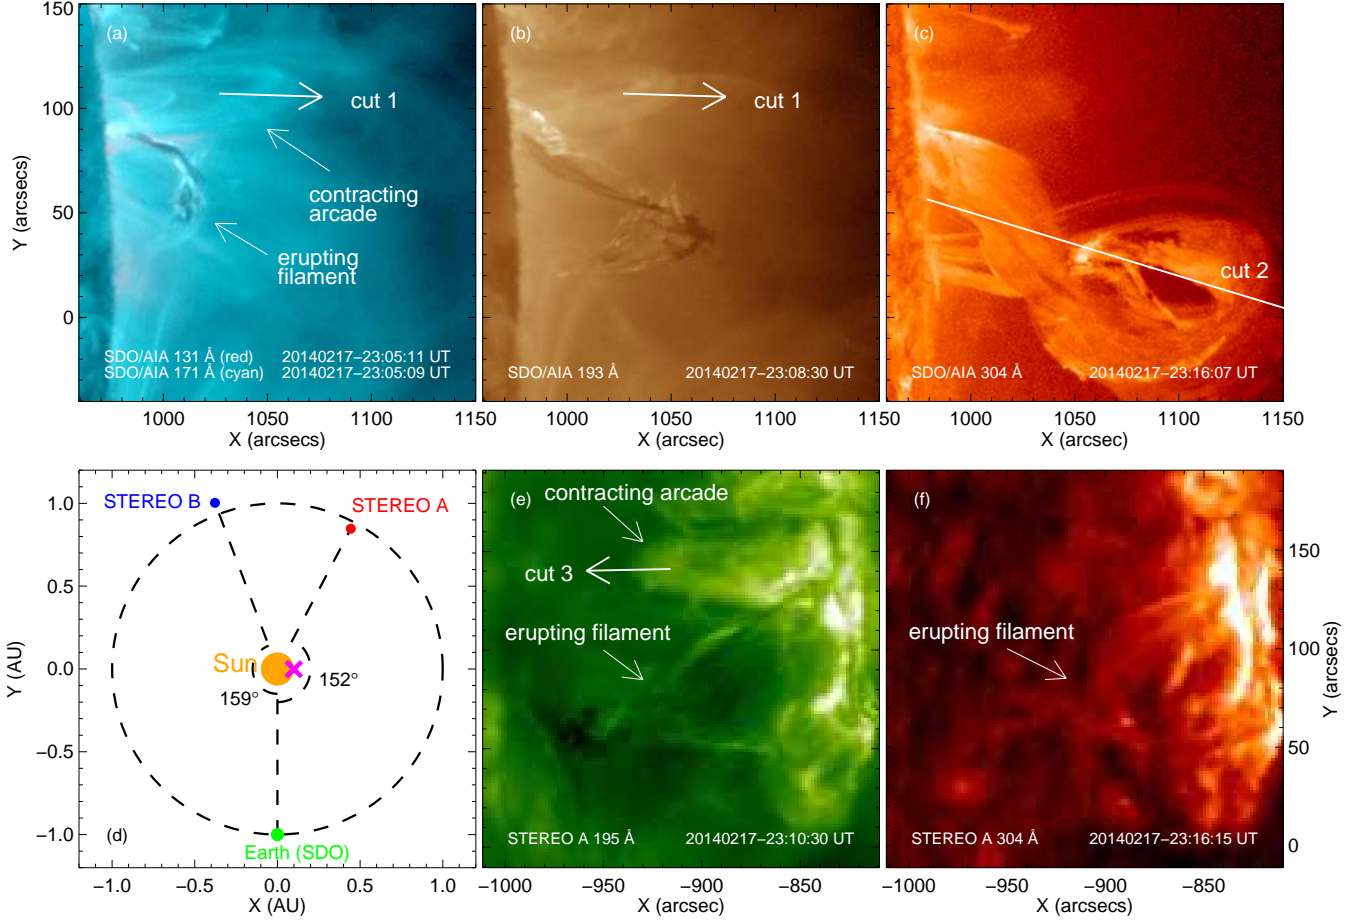 150
100
50
0
Y (arcsecs)
(a)
cut 1
contracting
arcade
erupting
filament
SDO/AIA 131 Å (red) 20140217−23:05:11 UT
SDO/AIA 171 Å (cyan) 20140217−23:05:09 UT
1000 1050 1100 1150
X (arcsecs)
(b)
cut 1
SDO/AIA 193 Å 20140217−23:08:30 UT
1000 1050 1100 1150
X (arcsec)
(c)
cut 2
SDO/AIA 304 Å 20140217−23:16:07 UT
1000 1050 1100 1150
X (arcsec)
1.0
0.5
0.0
−0.5
−1.0
Y (AU)
STEREO B
STEREO A
Sun
159°
152°
(d)
Earth (SDO)
−1.0 −0.5 0.0 0.5 1.0
X (AU)
(e)
contracting arcade
cut 3
erupting filament
STEREO A 195 Å 20140217−23:10:30 UT
−1000 −950 −900 −850
X (arcsec)
(f)
erupting filament
STEREO A 304 Å 20140217−23:16:15 UT
−1000 −950 −900 −850
X (arcsecs)
150
100
50
0
Y (arcsecs)